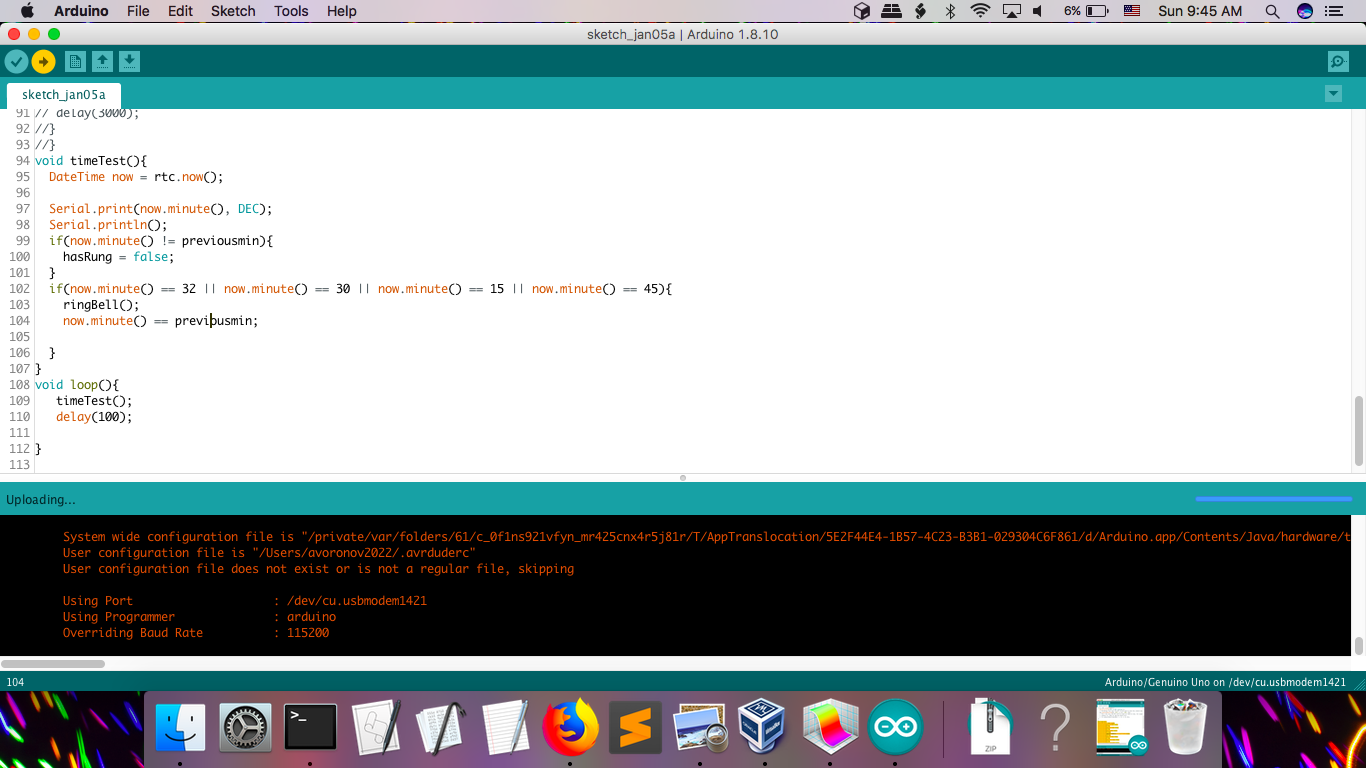 Arduino File Edit Sketch Tools Help 6% Sun 9:45 AM
sketch_jan05a | Arduino 1.8.10
sketch_jan05a
91 // delay(3000);
92 //}
93 //}
94 void timeTest(){
95 DateTime now = rtc.now();
96
97 Serial.print(now.minute(), DEC);
98 Serial.println();
99 if(now.minute() != previousmin){
100 hasRung = false;
101 }
102 if(now.minute() == 32 || now.minute() == 30 || now.minute() == 15 || now.minute() == 45){
103 ringBell();
104 now.minute() == previousmin;
105
106 }
107 }
108 void loop(){
109 timeTest();
110 delay(100);
111
112 }
113
Uploading...
System wide configuration file is "/private/var/folders/61/c_0f1ns921vfyn_mr425cnx4r5j81r/T/AppTranslocation/5E2F44E4-1B57-4C23-B3B1-029304C6F861/d/Arduino.app/Contents/Java/hardware/t
User configuration file is "/Users/avoronov2022/.avrduderc"
User configuration file does not exist or is not a regular file, skipping
Using Port : /dev/cu.usbmodem1421
Using Programmer : arduino
Overriding Baud Rate : 115200
104 Arduino/Genuino Uno on /dev/cu.usbmodem1421
>_
ZIP